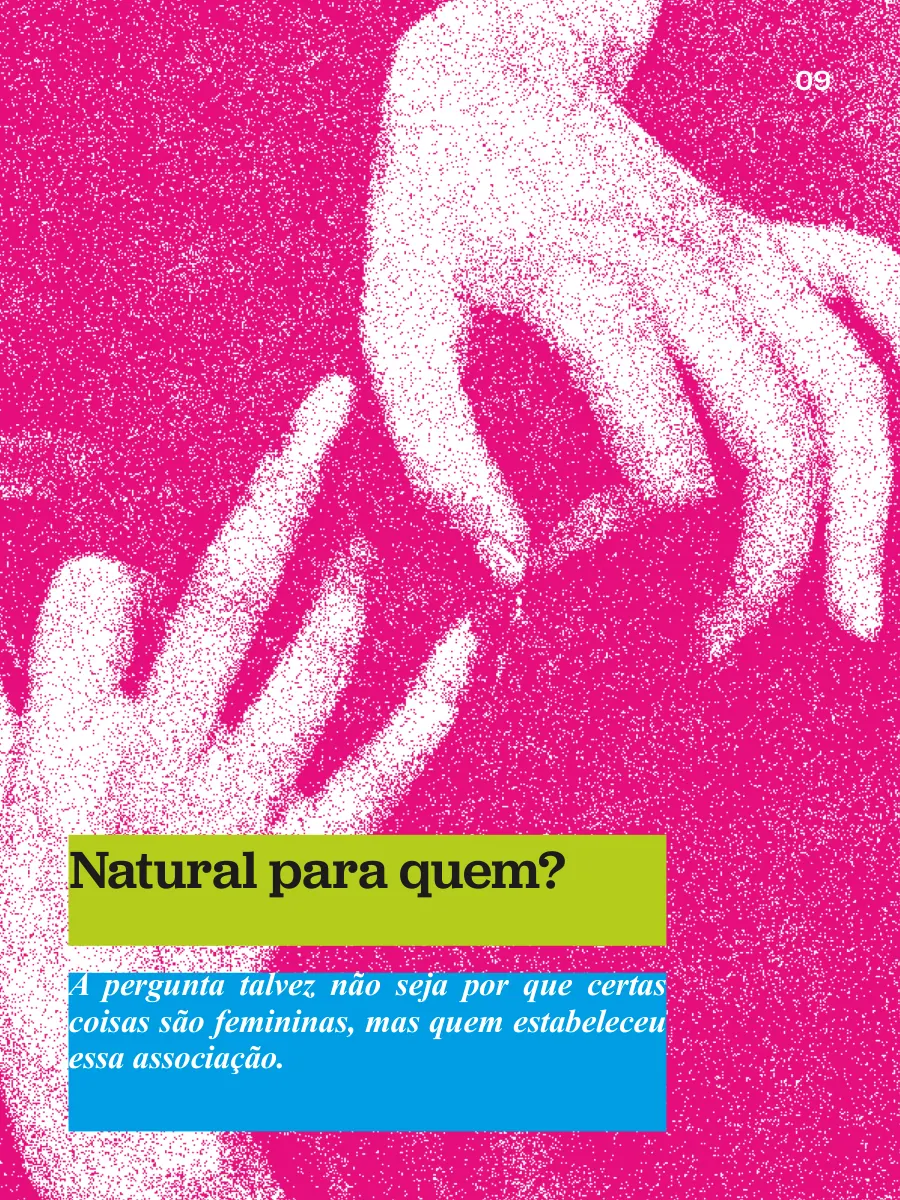 09
Natural para quem?
A pergunta talvez não seja por que certas
coisas são femininas, mas quem estabeleceu
essa associação.